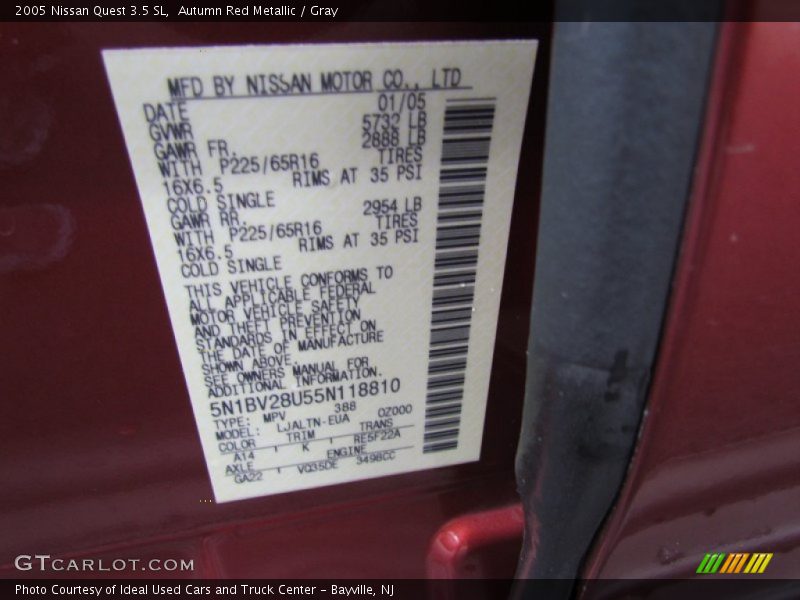 2005 Nissan Quest 3.5 SL,  Autumn Red Metallic / Gray
MFD BY NISSAN MOTOR CO., LTD
DATE 01/05
GVWR 5732 LB
GAWR FR. 2888 LB
WITH P225/65R16 TIRES
16X6.5 RIMS AT 35 PSI
COLD SINGLE
GAWR RR. 2954 LB
WITH P225/65R16 TIRES
16X6.5 RIMS AT 35 PSI
COLD SINGLE
THIS VEHICLE CONFORMS TO
ALL APPLICABLE FEDERAL
MOTOR VEHICLE SAFETY
AND THEFT PREVENTION
STANDARDS IN EFFECT ON
THE DATE OF MANUFACTURE
SHOWN ABOVE.
SEE OWNERS MANUAL FOR
ADDITIONAL INFORMATION.
5N1BV28U55N118810
TYPE: MPV 388 OZ000
MODEL: LJALTN-EUA
COLOR TRIM TRANS
A14 K RE5F22A
AXLE ENGINE
GA22 VQ35DE 3498CC
GTCARLOT.COM
Photo Courtesy of Ideal Used Cars and Truck Center - Bayville, NJ